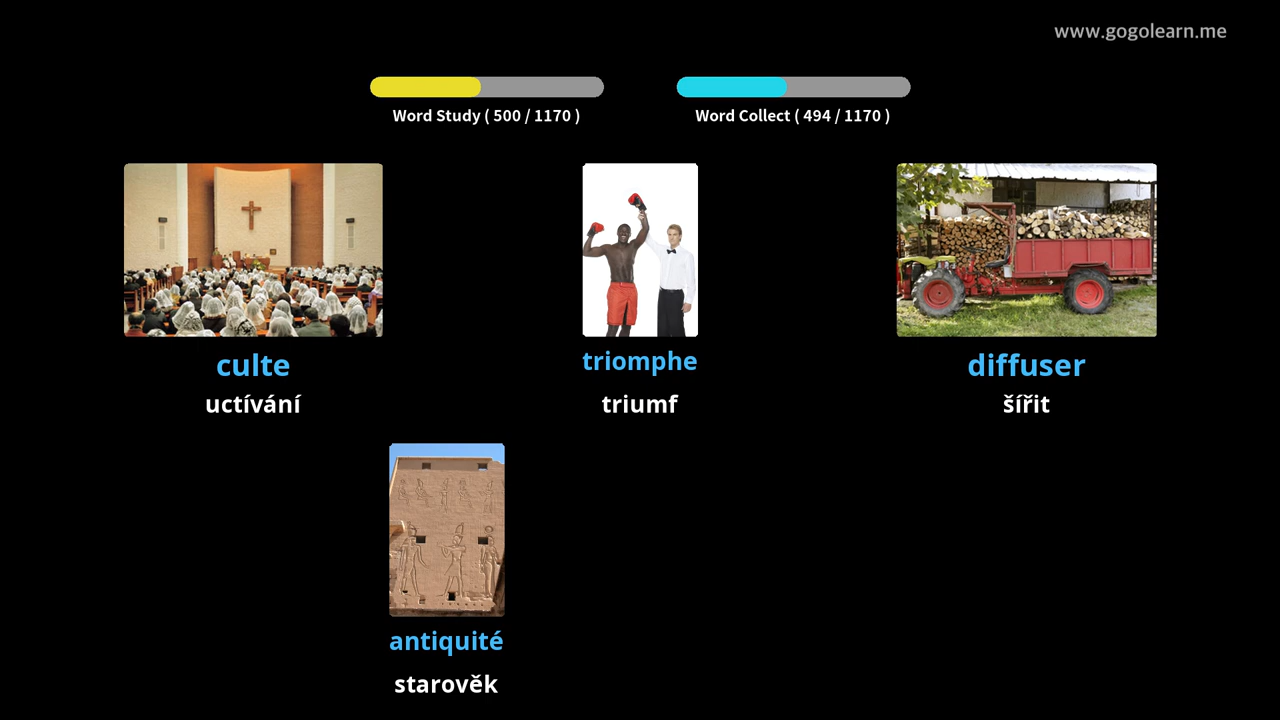 www.gogolearn.me
Word Study ( 500 / 1170 )
Word Collect ( 494 / 1170 )
culte
uctívání
triomphe
triumf
diffuser
šířit
antiquité
starověk